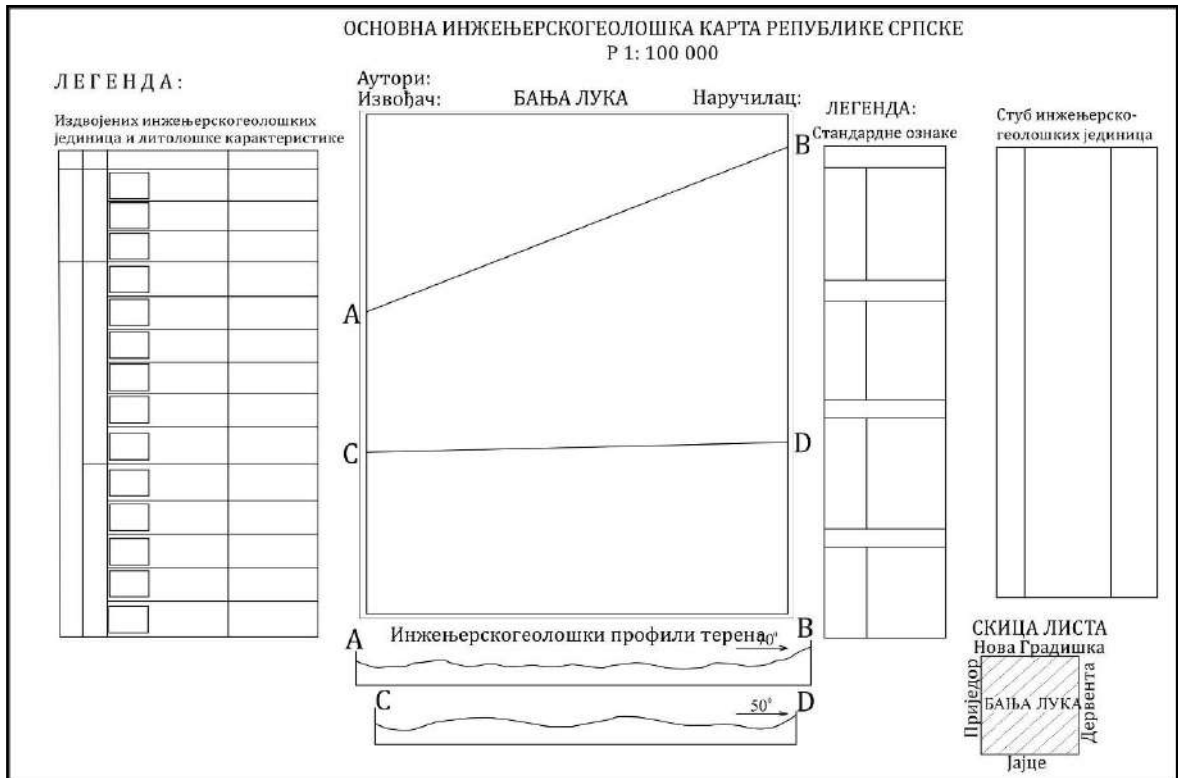 ОСНОВНА ИНЖЕЊЕРСКОГЕОЛОШКА КАРТА РЕПУБЛИКЕ СРПСКЕ
Р 1: 100 000
ЛЕГЕНДА:
Издвојених инжењерскогеолошких
јединица и литолошке карактеристике
Аутори:
Извођач: БАЊА ЛУКА Наручилац:
A
B
C
D
ЛЕГЕНДА:
Стандардне ознаке
Стуб инжењерско-
геолошких јединица
Инжењерскогеолошки профили терена
A
B
90°
C
D
50°
СКИЦА ЛИСТА
Нова Градишка
Приједор
БАЊА ЛУКА
Дервента
Јајце